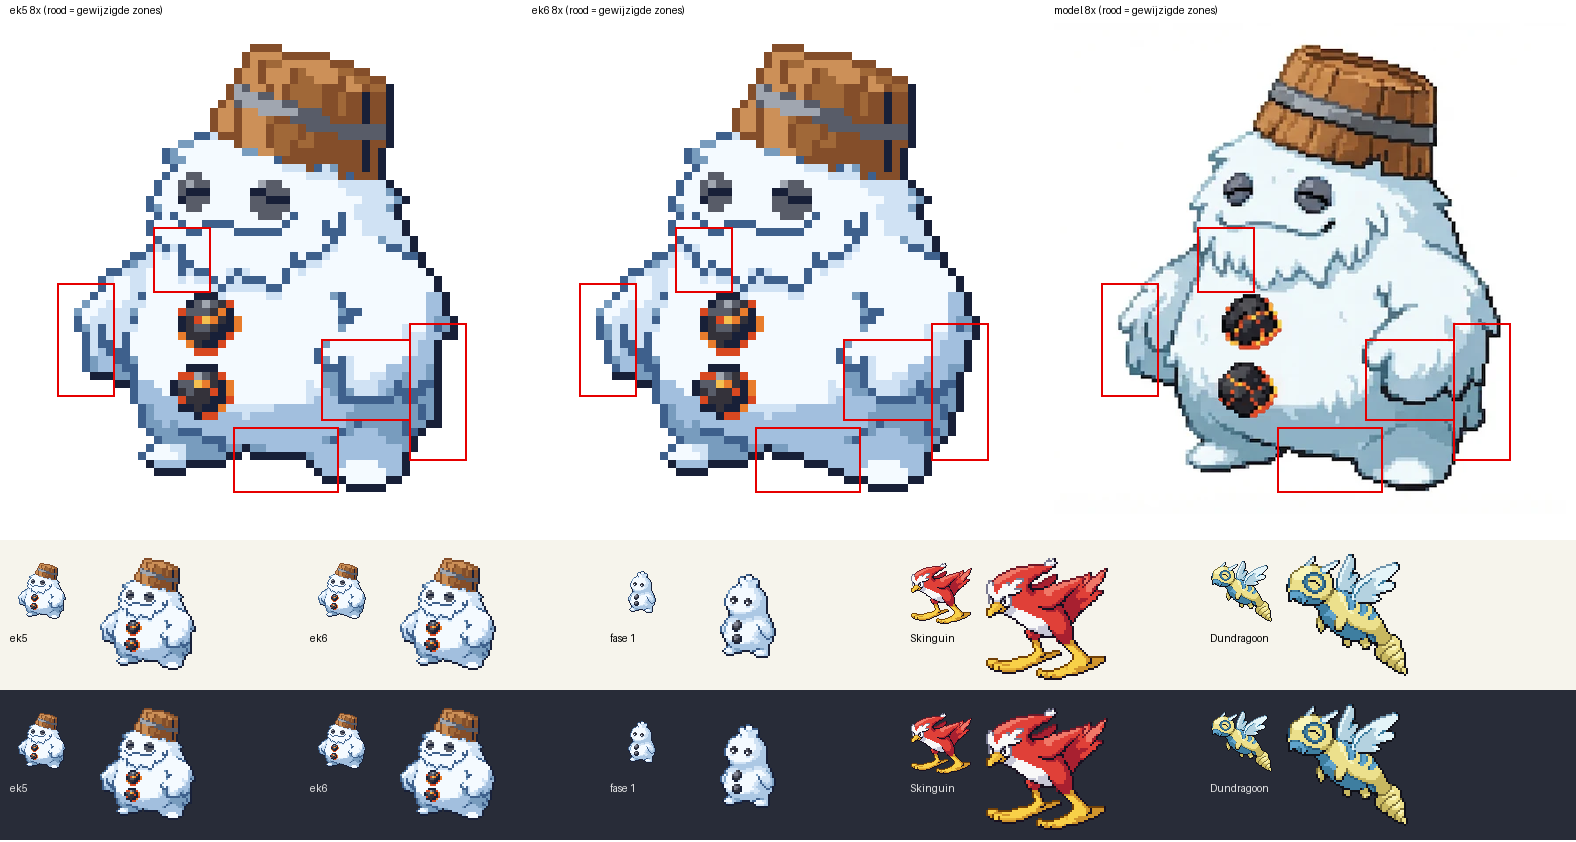 ek5 8x (rood = gewijzigde zones)
ek6 8x (rood = gewijzigde zones)
model 8x (rood = gewijzigde zones)
ek5
ek6
fase 1
Skinguin
Dundragoon
ek5
ek6
fase 1
Skinguin
Dundragoon